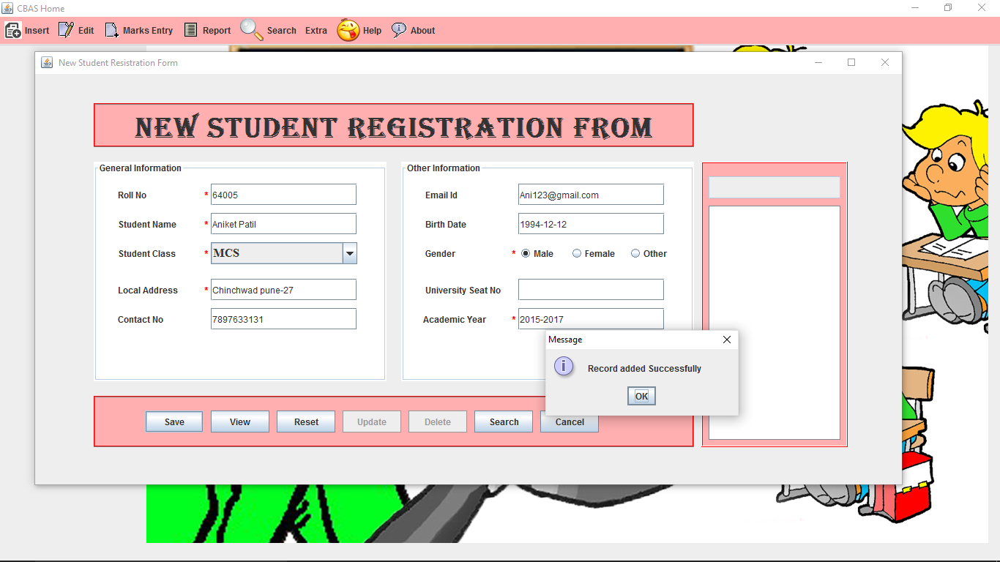 CBAS Home
Insert Edit Marks Entry Report Search Extra Help About
New Student Resistration Form
NEW STUDENT REGISTRATION FROM
General Information
Roll No * 64005
Student Name * Aniket Patil
Student Class * MCS
Local Address * Chinchwad pune-27
Contact No 7897633131
Other Information
Email Id Ani123@gmail.com
Birth Date 1994-12-12
Gender * Male Female Other
University Seat No
Academic Year * 2015-2017
Message
Record added Successfully
OK
Save View Reset Update Delete Search Cancel